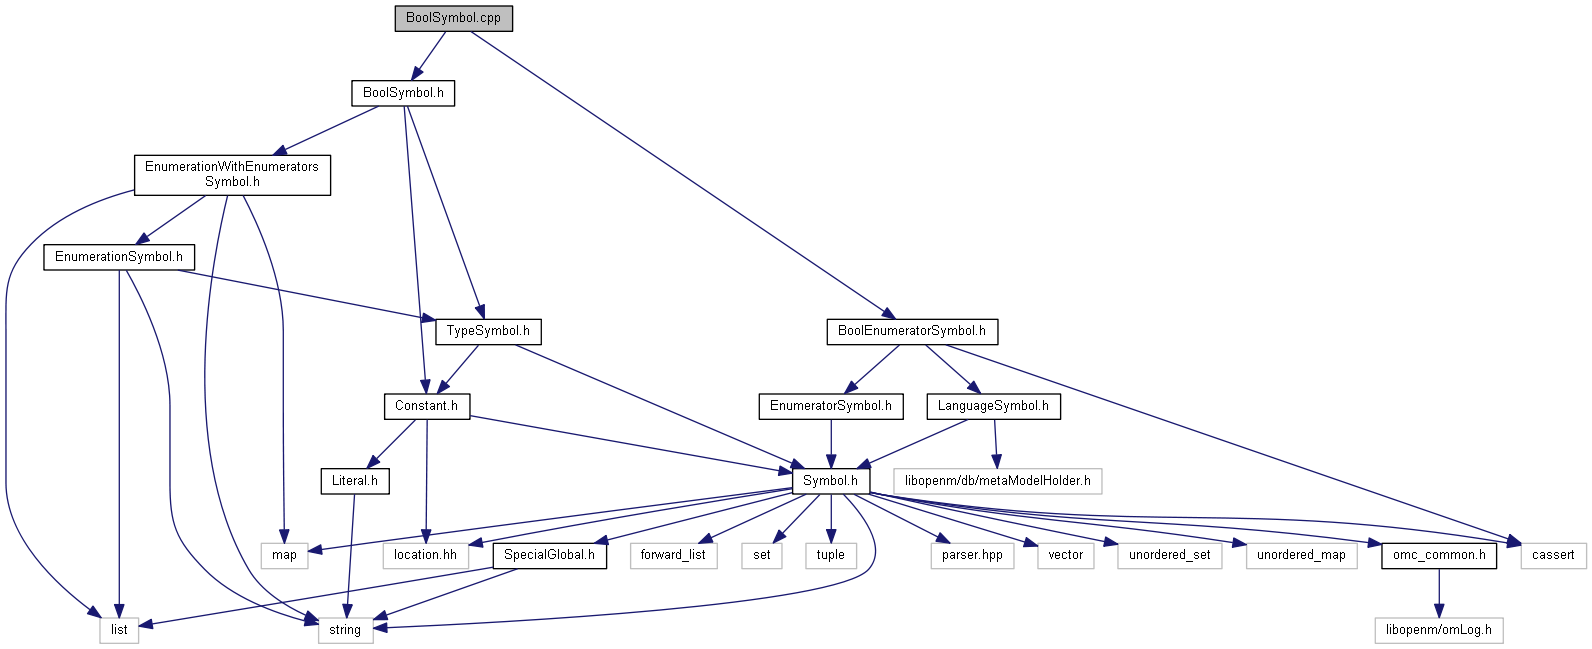 BoolSymbol.cpp
BoolSymbol.h
EnumerationWithEnumerators
Symbol.h
EnumerationSymbol.h
TypeSymbol.h
BoolEnumeratorSymbol.h
Constant.h
EnumeratorSymbol.h
LanguageSymbol.h
Literal.h
Symbol.h
libopenm/db/metaModelHolder.h
map
location.hh
SpecialGlobal.h
forward_list
set
tuple
parser.hpp
vector
unordered_set
unordered_map
omc_common.h
cassert
list
string
libopenm/omLog.h